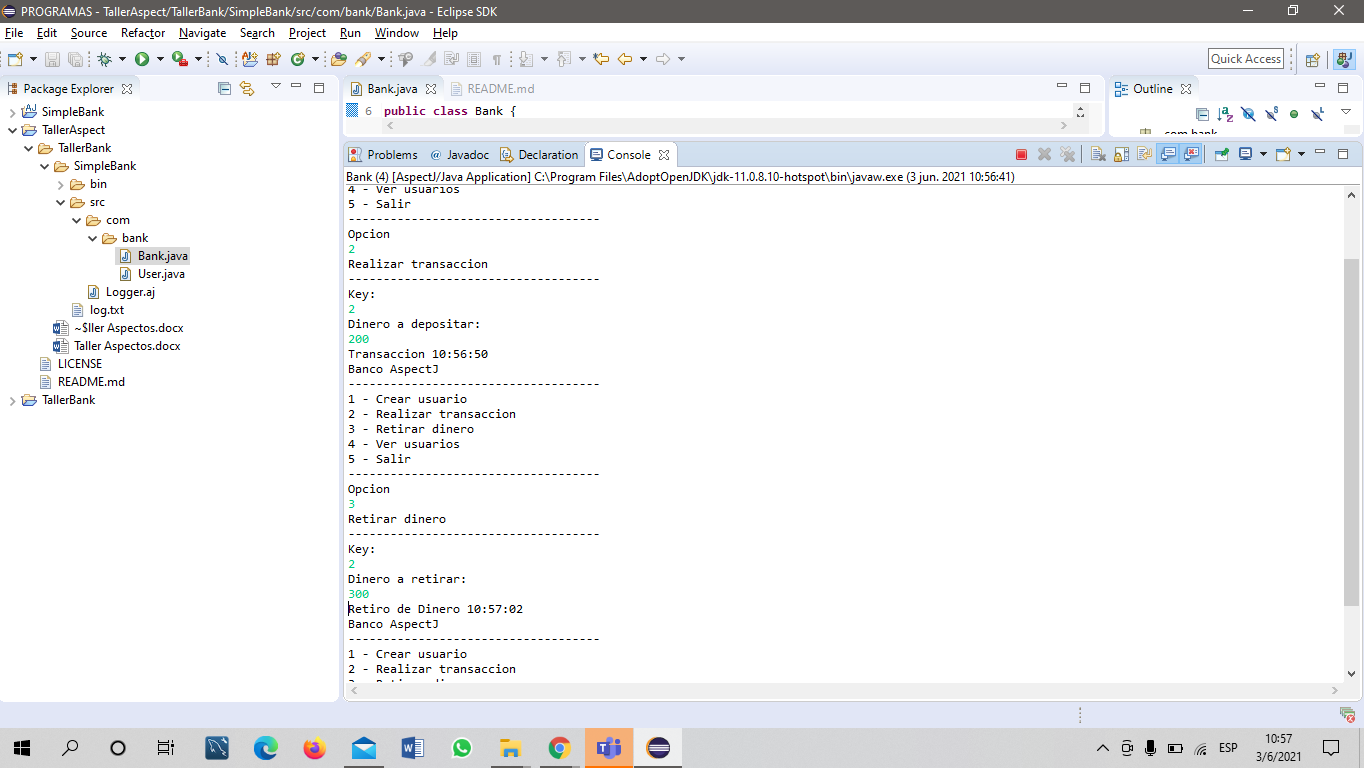 PROGRAMAS - TallerAspect/TallerBank/SimpleBank/src/com/bank/Bank.java - Eclipse SDK
File Edit Source Refactor Navigate Search Project Run Window Help
Quick Access
Package Explorer
SimpleBank
TallerAspect
TallerBank
SimpleBank
bin
src
com
bank
Bank.java
User.java
Logger.aj
log.txt
~$ller Aspectos.docx
Taller Aspectos.docx
LICENSE
README.md
TallerBank
Bank.java README.md
6 public class Bank {
Outline
com.bank
Problems Javadoc Declaration Console
Bank (4) [AspectJ/Java Application] C:\Program Files\AdoptOpenJDK\jdk-11.0.8.10-hotspot\bin\javaw.exe (3 jun. 2021 10:56:41)
4 - Ver usuarios
5 - Salir
------------------------------------
Opcion
2
Realizar transaccion
------------------------------------
Key:
2
Dinero a depositar:
200
Transaccion 10:56:50
Banco AspectJ
------------------------------------
1 - Crear usuario
2 - Realizar transaccion
3 - Retirar dinero
4 - Ver usuarios
5 - Salir
------------------------------------
Opcion
3
Retirar dinero
------------------------------------
Key:
2
Dinero a retirar:
300
Retiro de Dinero 10:57:02
Banco AspectJ
------------------------------------
1 - Crear usuario
2 - Realizar transaccion
3 - Retirar dinero
ESP
10:57
3/6/2021